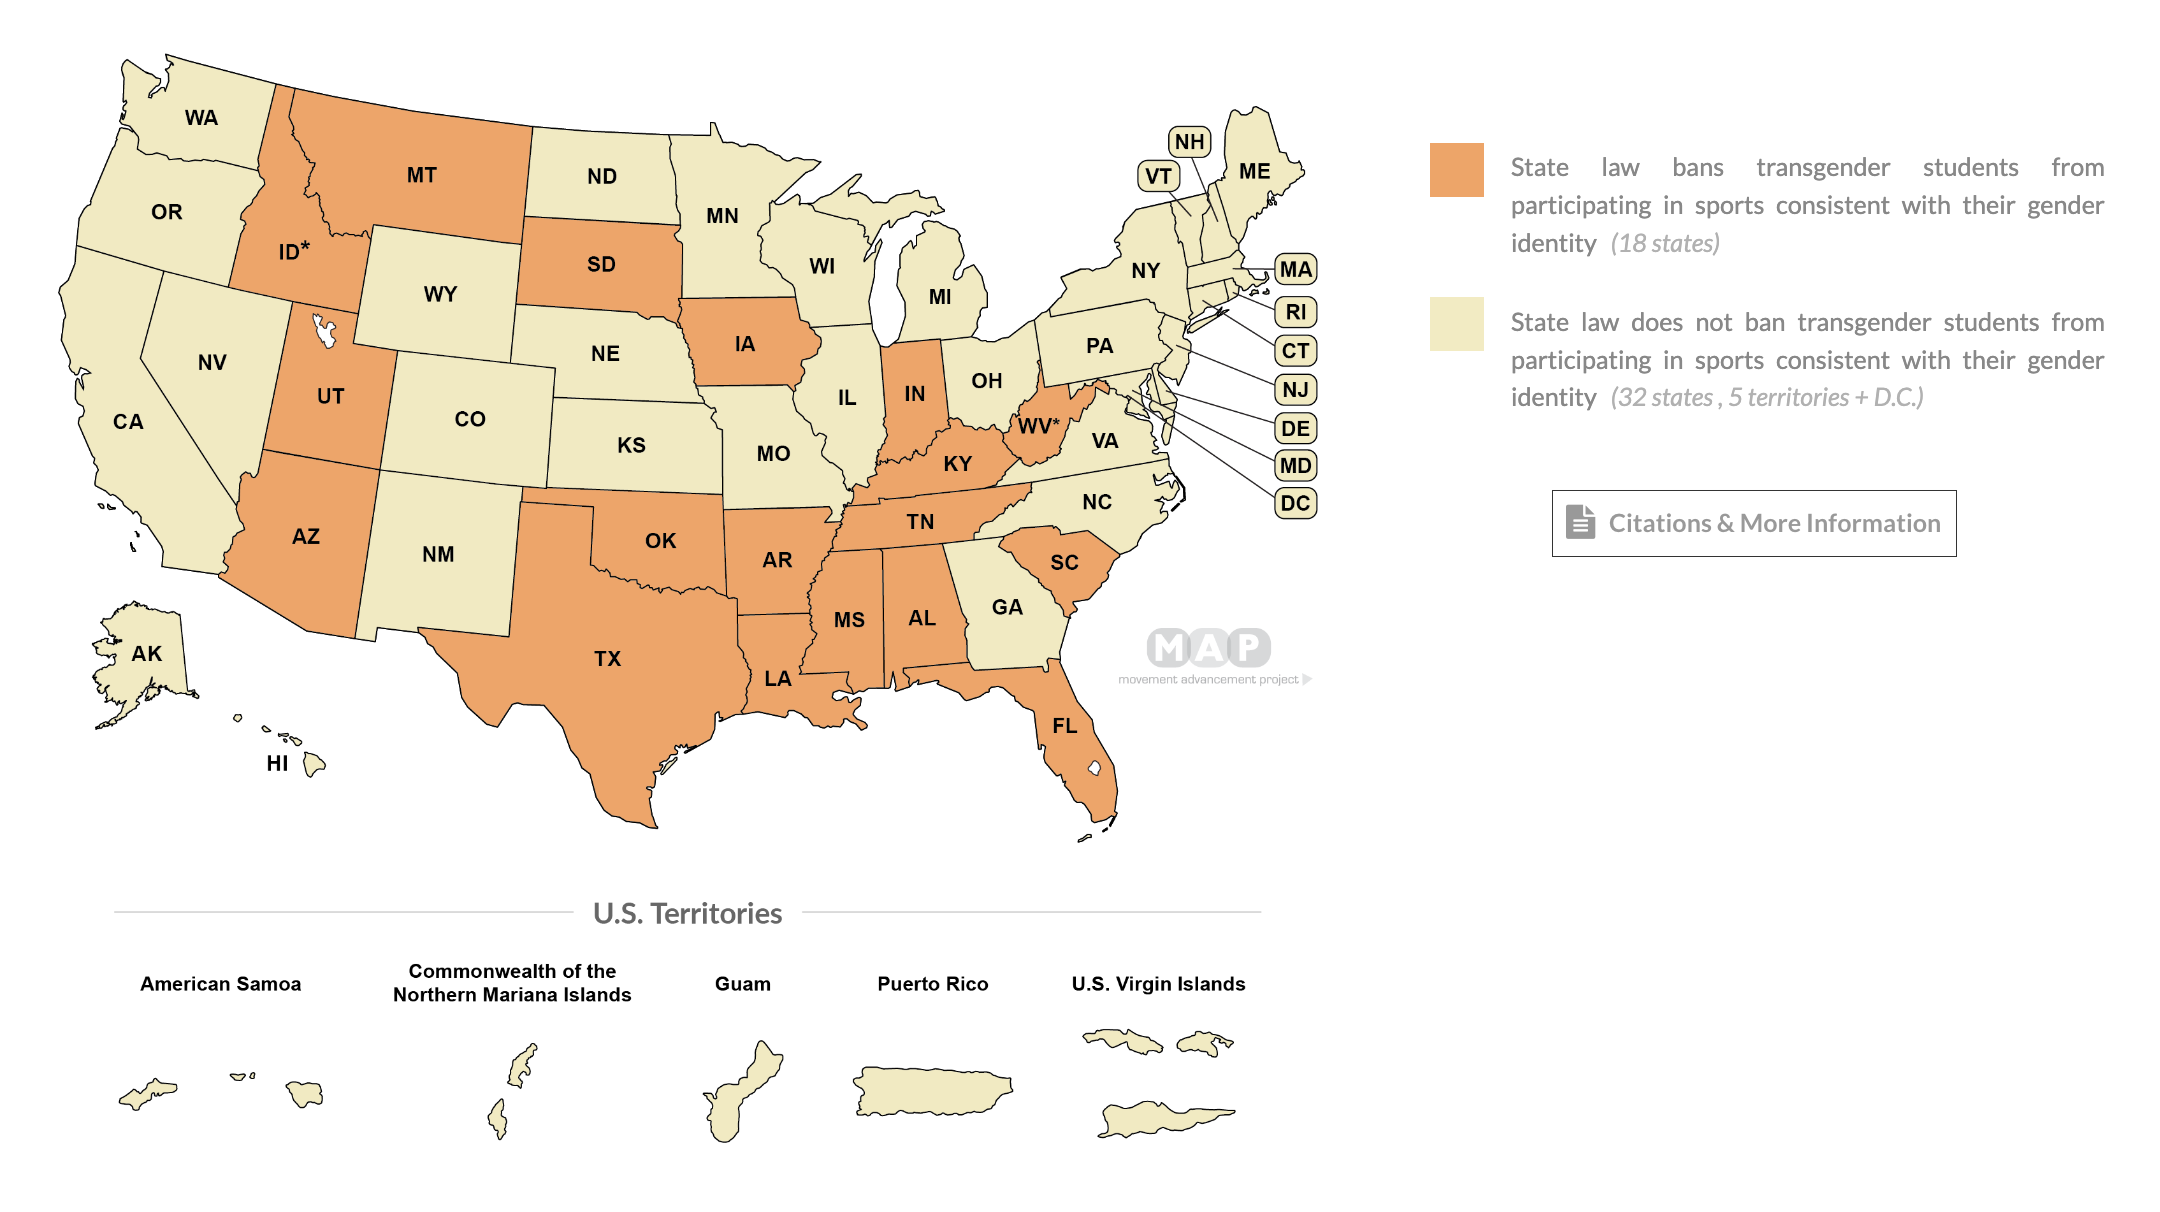 WA
OR
CA
NV
ID*
MT
WY
UT
AZ
CO
NM
ND
SD
NE
KS
OK
TX
MN
IA
MO
AR
LA
WI
IL
MI
IN
OH
KY
TN
MS
AL
GA
FL
SC
NC
VA
WV*
PA
NY
VT
NH
ME
MA
RI
CT
NJ
DE
MD
DC
AK
HI
MAP
movement advancement project
State law bans transgender students from
participating in sports consistent with their gender
identity (18 states)
State law does not ban transgender students from
participating in sports consistent with their gender
identity (32 states , 5 territories + D.C.)
Citations & More Information
U.S. Territories
American Samoa
Commonwealth of the
Northern Mariana Islands
Guam
Puerto Rico
U.S. Virgin Islands